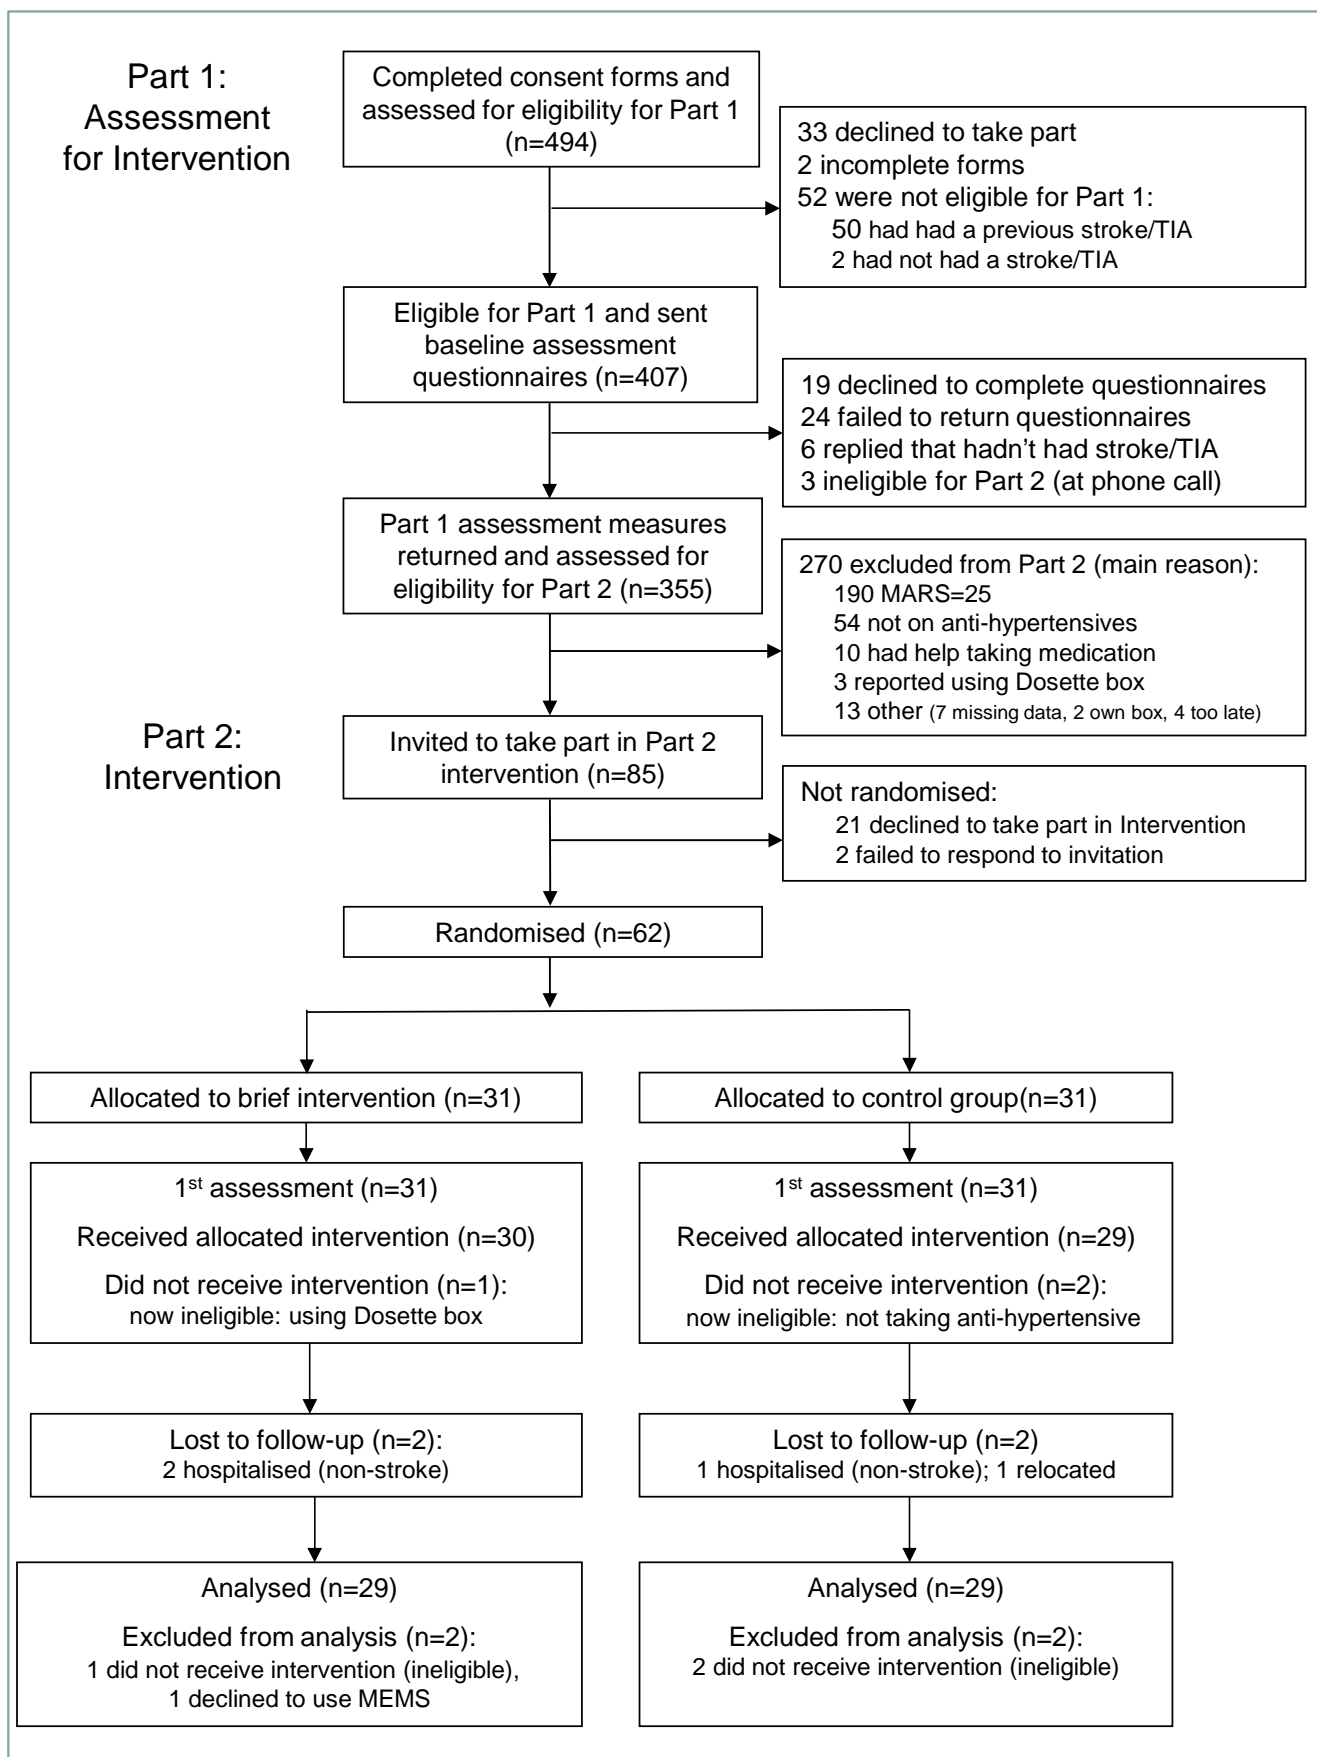 Part 1:
Assessment
for Intervention
Completed consent forms and
assessed for eligibility for Part 1
(n=494)
33 declined to take part
2 incomplete forms
52 were not eligible for Part 1:
50 had had a previous stroke/TIA
2 had not had a stroke/TIA
Eligible for Part 1 and sent
baseline assessment
questionnaires (n=407)
19 declined to complete questionnaires
24 failed to return questionnaires
6 replied that hadn’t had stroke/TIA
3 ineligible for Part 2 (at phone call)
Part 1 assessment measures
returned and assessed for
eligibility for Part 2 (n=355)
270 excluded from Part 2 (main reason):
190 MARS=25
54 not on anti-hypertensives
10 had help taking medication
3 reported using Dosette box
13 other (7 missing data, 2 own box, 4 too late)
Part 2:
Intervention
Invited to take part in Part 2
intervention (n=85)
Not randomised:
21 declined to take part in Intervention
2 failed to respond to invitation
Randomised (n=62)
Allocated to brief intervention (n=31)
Allocated to control group(n=31)
1st assessment (n=31)
Received allocated intervention (n=30)
Did not receive intervention (n=1):
now ineligible: using Dosette box
1st assessment (n=31)
Received allocated intervention (n=29)
Did not receive intervention (n=2):
now ineligible: not taking anti-hypertensive
Lost to follow-up (n=2):
2 hospitalised (non-stroke)
Lost to follow-up (n=2)
1 hospitalised (non-stroke); 1 relocated
Analysed (n=29)
Excluded from analysis (n=2):
1 did not receive intervention (ineligible),
1 declined to use MEMS
Analysed (n=29)
Excluded from analysis (n=2):
2 did not receive intervention (ineligible)